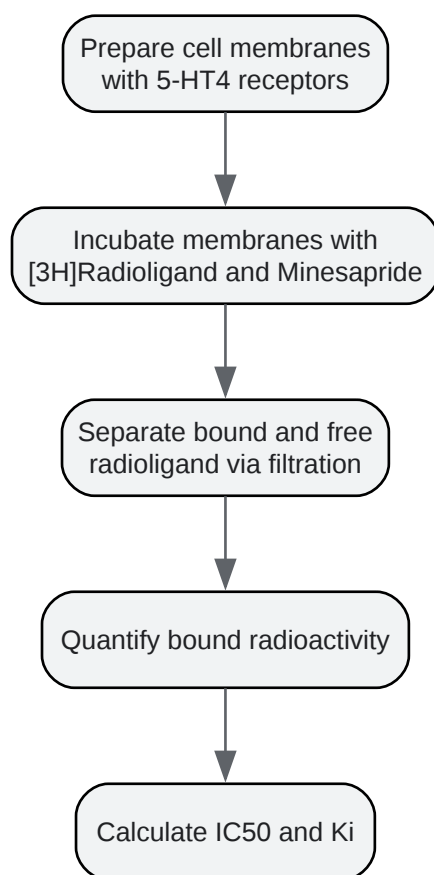 Prepare cell membranes
with 5-HT4 receptors
Incubate membranes with
[3H]Radioligand and Minesapride
Separate bound and free
radioligand via filtration
Quantify bound radioactivity
Calculate IC50 and Ki